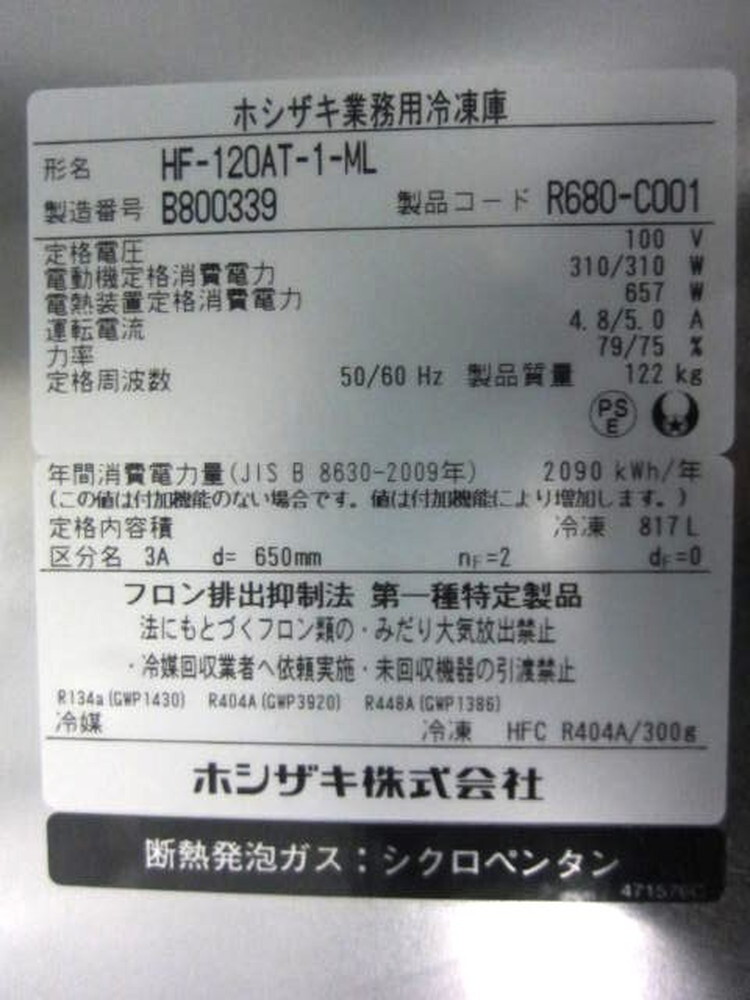 ホシザキ業務用冷凍庫
形名 HF-120AT-1-ML
製造番号 B800339 製品コード R680-C001
定格電圧 100 V
電動機定格消費電力 310/310 W
電熱装置定格消費電力 657 W
運転電流 4.8/5.0 A
力率 79/75 %
定格周波数 50/60 Hz 製品質量 122 kg
PS
E
年間消費電力量(JIS B 8630-2009年) 2090 kWh/年
(この値は付加機能のない場合です。値は付加機能により増加します。)
定格内容積 冷凍 817L
区分名 3A d= 650mm nF=2 dF=0
フロン排出抑制法 第一種特定製品
法にもとづくフロン類の・みだり大気放出禁止
・冷媒回収業者へ依頼実施・未回収機器の引渡禁止
R134a(GWP1430) R404A(GWP3920) R448A(GWP1386)
冷媒 冷凍 HFC R404A/300g
ホシザキ株式会社
断熱発泡ガス：シクロペンタン